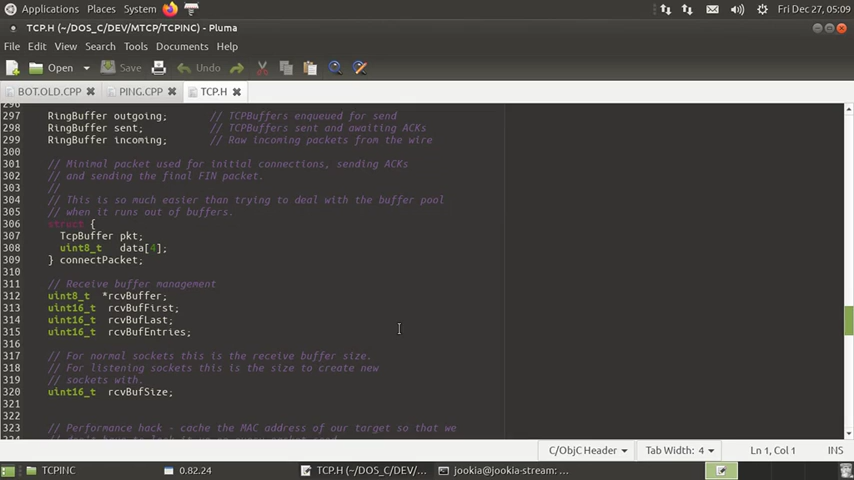 Applications Places System Fri Dec 27, 05:09
TCP.H (~/DOS_C/DEV/MTCP/TCPINC) - Pluma
File Edit View Search Tools Documents Help
Open Save Undo
BOT.OLD.CPP PING.CPP TCP.H
296
297 RingBuffer outgoing; // TCPBuffers enqueued for send
298 RingBuffer sent; // TCPBuffers sent and awaiting ACKs
299 RingBuffer incoming; // Raw incoming packets from the wire
300
301 // Minimal packet used for initial connections, sending ACKs
302 // and sending the final FIN packet.
303 //
304 // This is so much easier than trying to deal with the buffer pool
305 // when it runs out of buffers.
306 struct {
307 TcpBuffer pkt;
308 uint8_t data[4];
309 } connectPacket;
310
311 // Receive buffer management
312 uint8_t *rcvBuffer;
313 uint16_t rcvBufFirst;
314 uint16_t rcvBufLast;
315 uint16_t rcvBufEntries;
316
317 // For normal sockets this is the receive buffer size.
318 // For listening sockets this is the size to create new
319 // sockets with.
320 uint16_t rcvBufSize;
321
322
323 // Performance hack - cache the MAC address of our target so that we
324
C/ObjC Header Tab Width: 4 Ln 1, Col 1 INS
TCPINC 0.82.24 TCP.H (~/DOS_C/DEV/... jookia@jookia-stream: ...